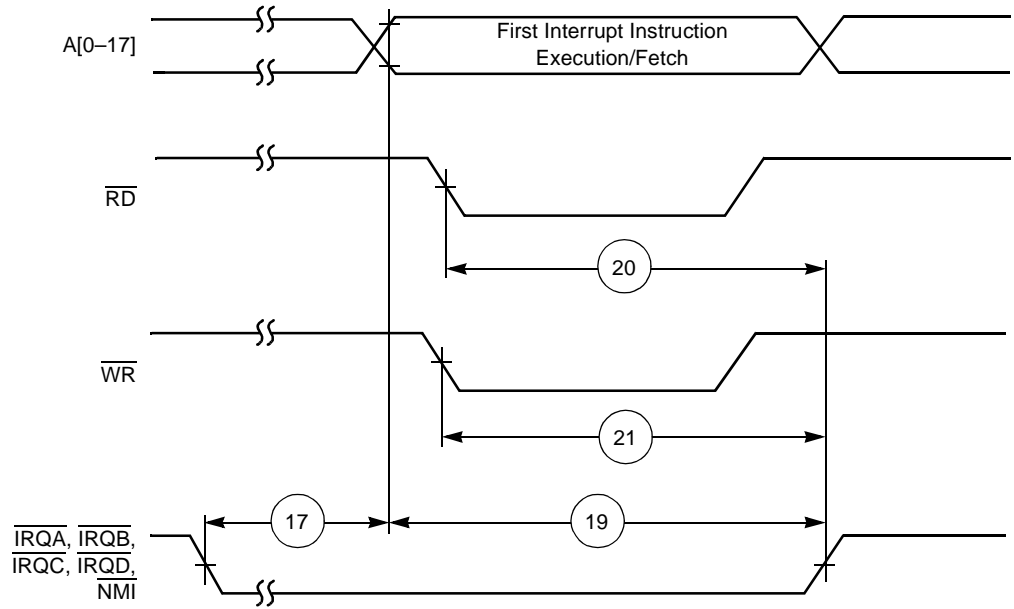 A[0–17]
First Interrupt Instruction
Execution/Fetch
RD
20
WR
21
17
19
IRQA, IRQB,
IRQC, IRQD,
NMI